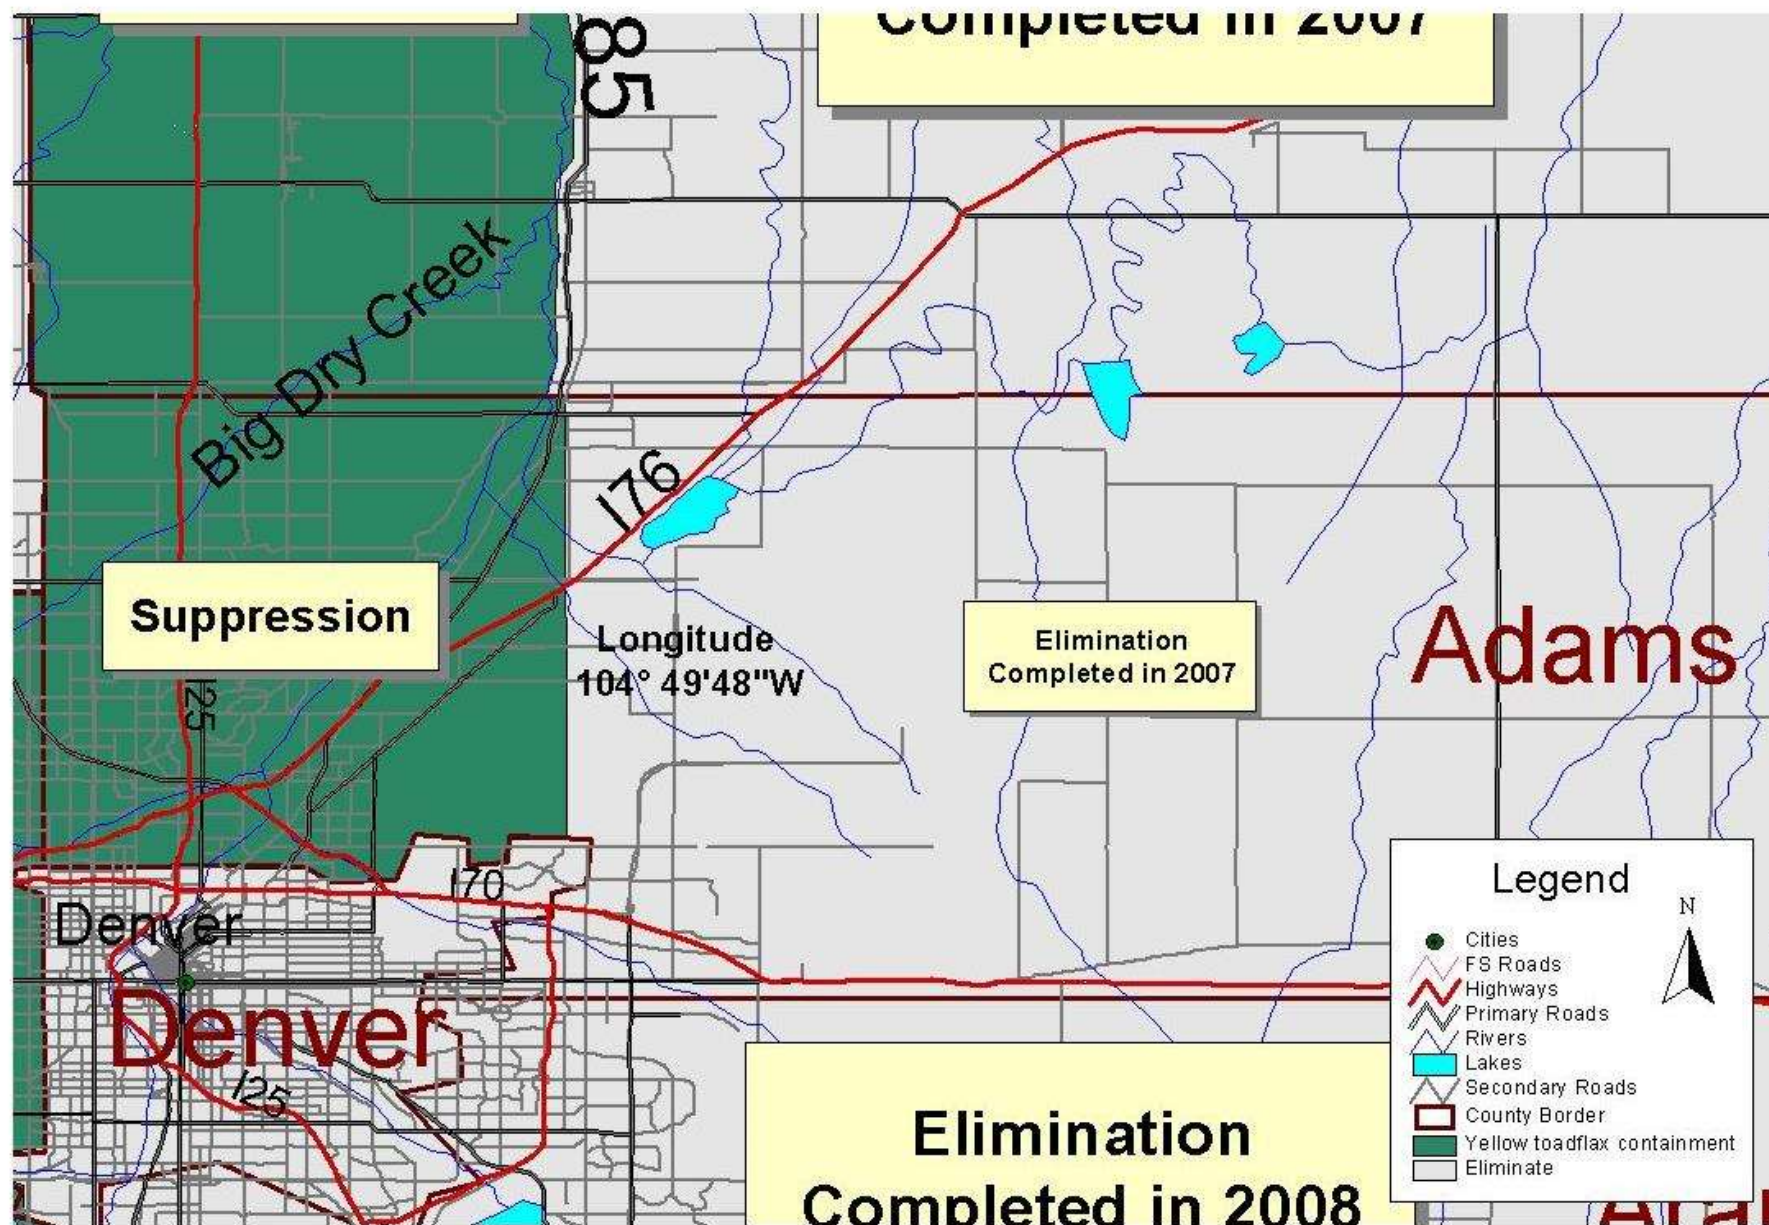 Completed in 2007
85
Big Dry Creek
I76
Suppression
Longitude
104° 49'48"W
Elimination
Completed in 2007
Adams
I25
I70
Denver
Denver
I25
Elimination
Completed in 2008
Legend
N
Cities
FS Roads
Highways
Primary Roads
Rivers
Lakes
Secondary Roads
County Border
Yellow toadflax containment
Eliminate